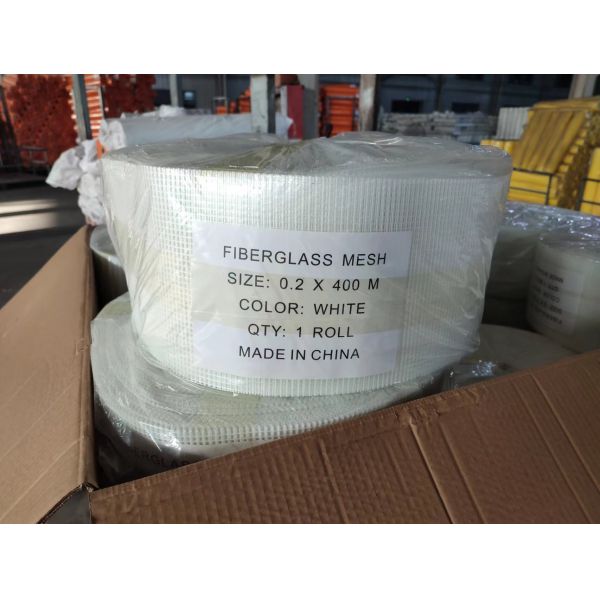 FIBERGLASS MESH
SIZE: 0.2 X 400 M
COLOR: WHITE
QTY: 1 ROLL
MADE IN CHINA